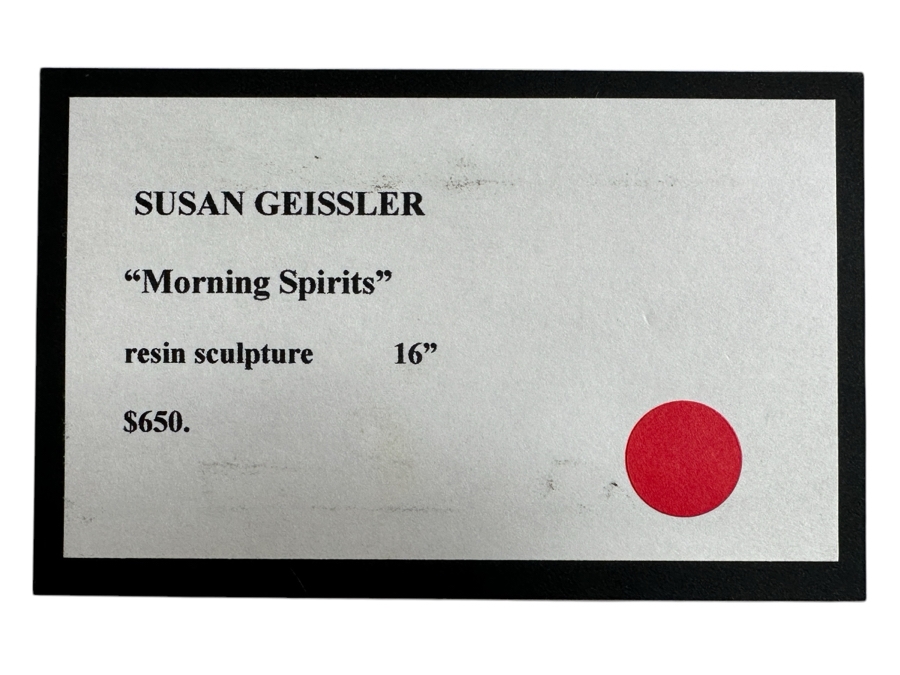 SUSAN GEISSLER
“Morning Spirits”
resin sculpture 16”
$650.